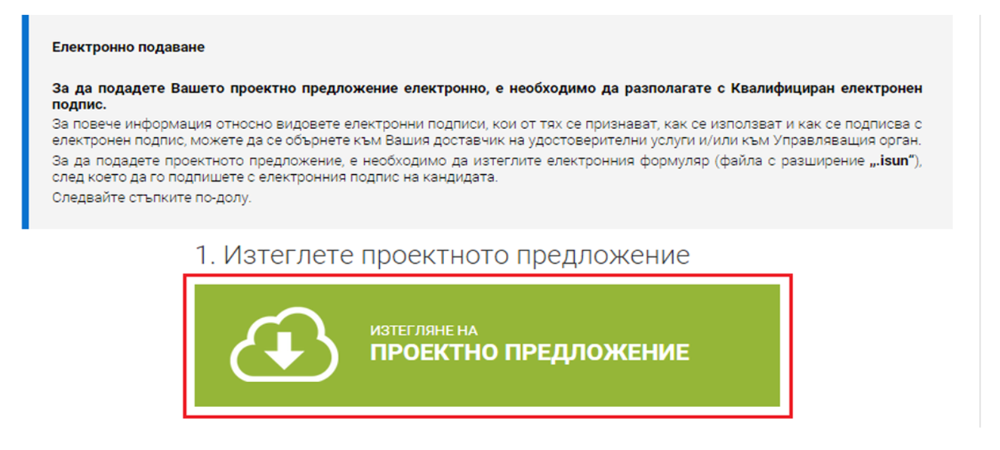 Електронно подаване
За да подадете Вашето проектно предложение електронно, е необходимо да разполагате с Квалифициран електронен
подпис.
За повече информация относно видовете електронни подписи, кои от тях се признават, как се използват и как се подписва с
електронен подпис, можете да се обърнете към Вашия доставчик на удостоверителни услуги и/или към Управляващия орган.
За да подадете проектното предложение, е необходимо да изтеглите електронния формуляр (файла с разширение „.isun“),
след което да го подпишете с електронния подпис на кандидата.
Следвайте стъпките по-долу.
1. Изтеглете проектното предложение
ИЗТЕГЛЯНЕ НА
ПРОЕКТНО ПРЕДЛОЖЕНИЕ